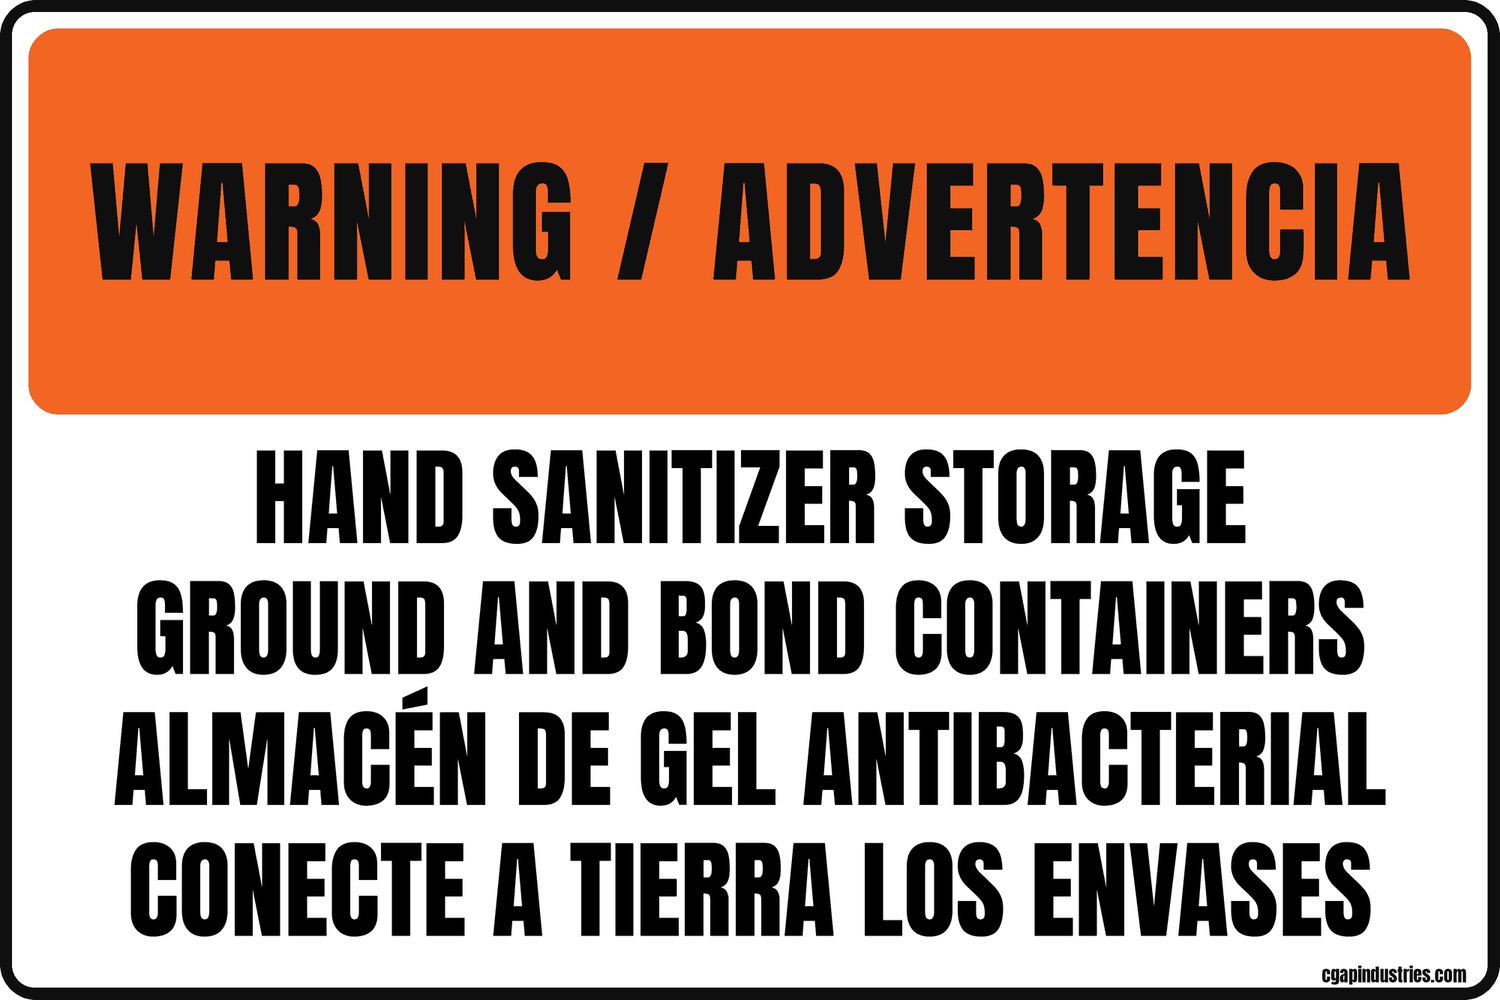 WARNING / ADVERTENCIA
HAND SANITIZER STORAGE
GROUND AND BOND CONTAINERS
ALMACÉN DE GEL ANTIBACTERIAL
CONECTE A TIERRA LOS ENVASES
cgapindustries.com